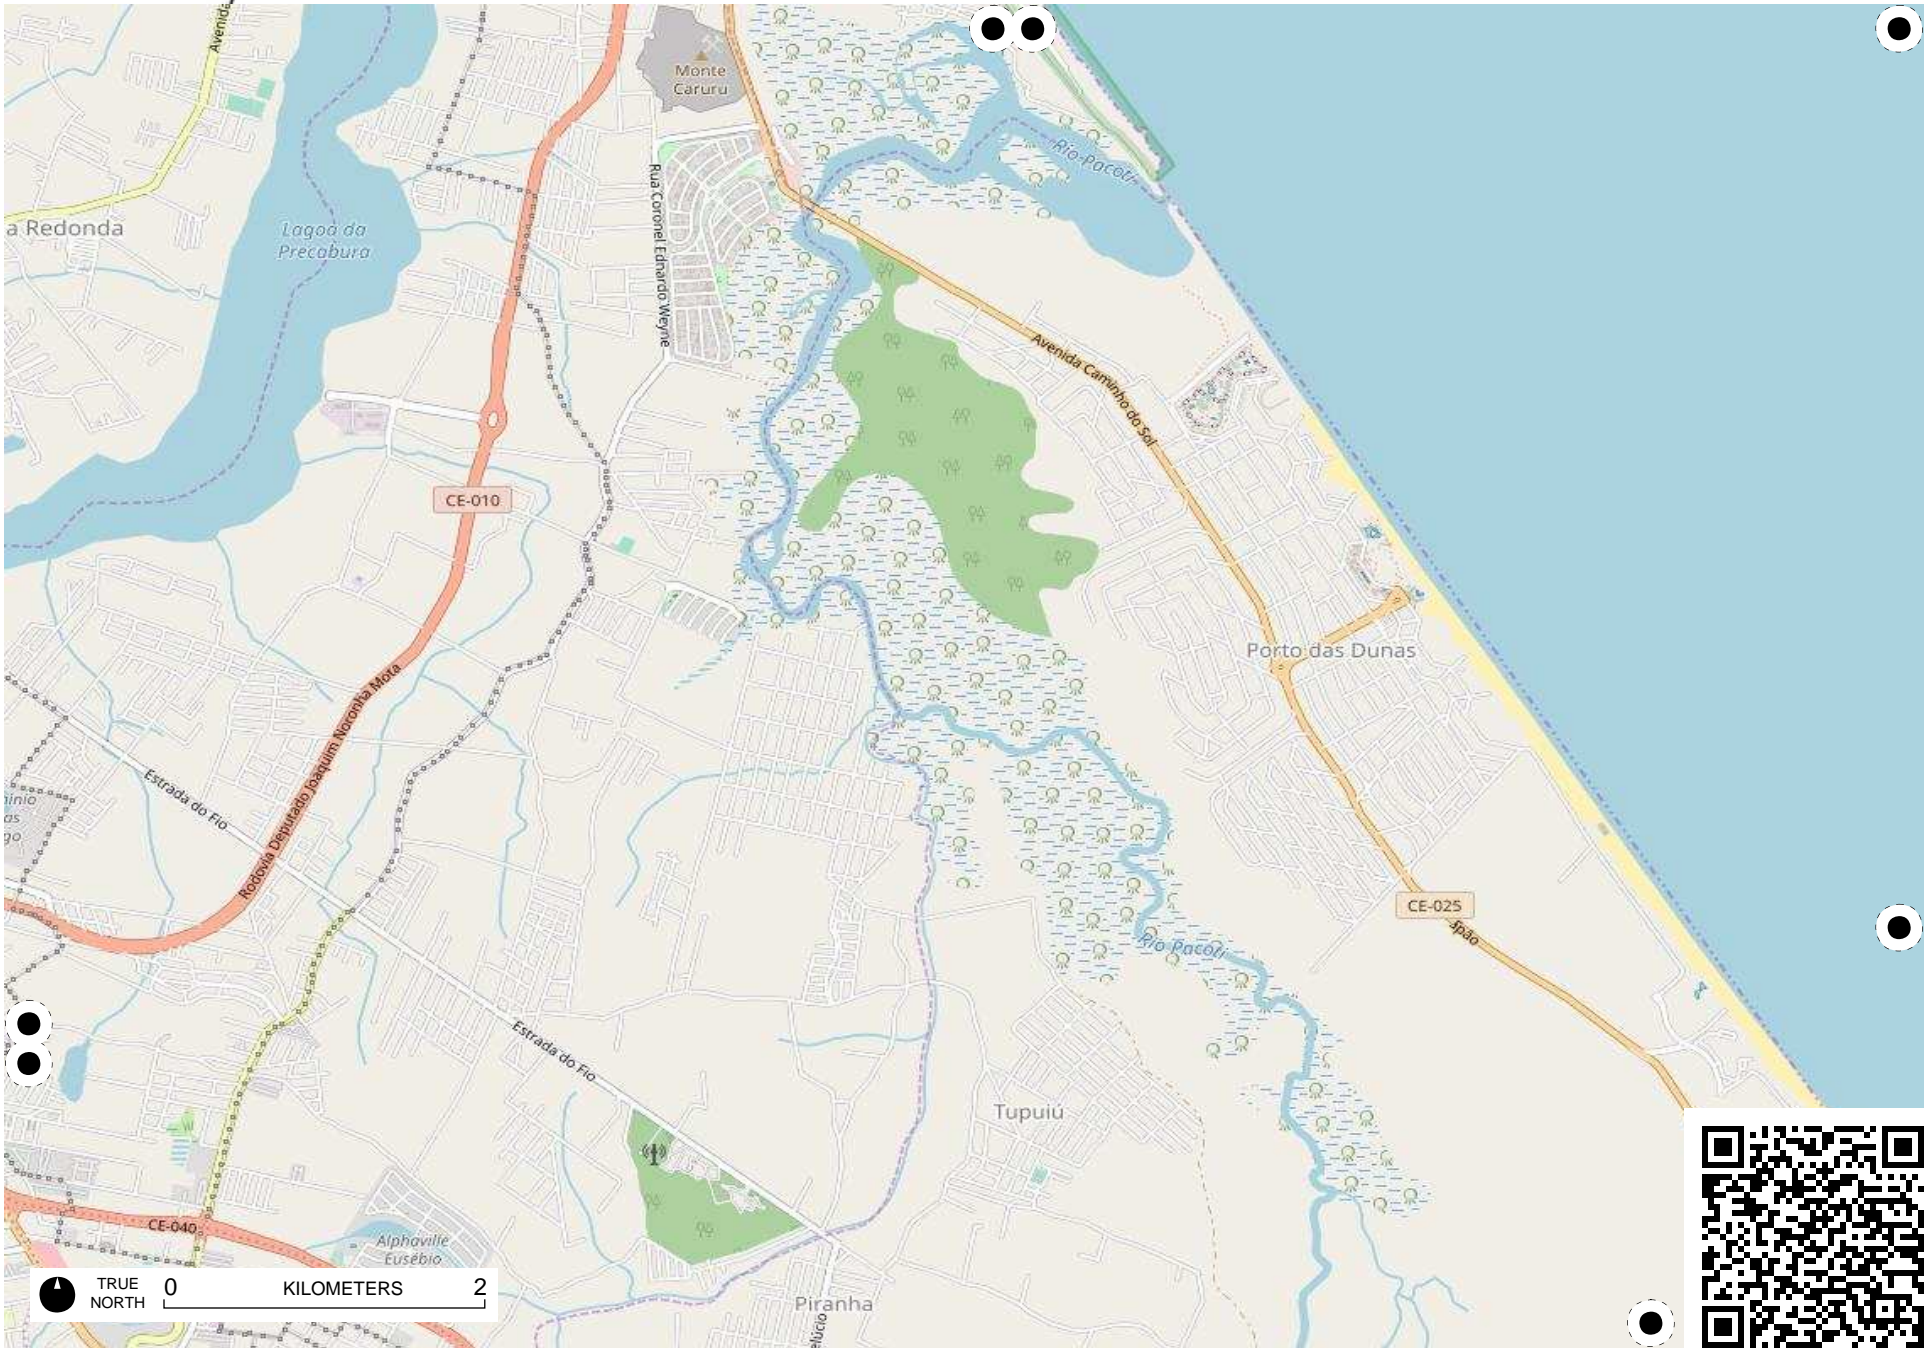 Avenida
Monte
Caruru
Rio Pacoti
Rua Coronel Ednardo Weyne
a Redonda
Lagoa da
Precabura
Avenida Caminho do Sol
CE-010
Porto das Dunas
Rodovia Deputado Joaquim Noronha Mota
Estrada do Fio
CE-025
Rio Pacoti
Estrada do Fio
Tupuiú
CE-040
Alphaville
Eusébio
TRUE
NORTH
0 KILOMETERS 2
Piranha